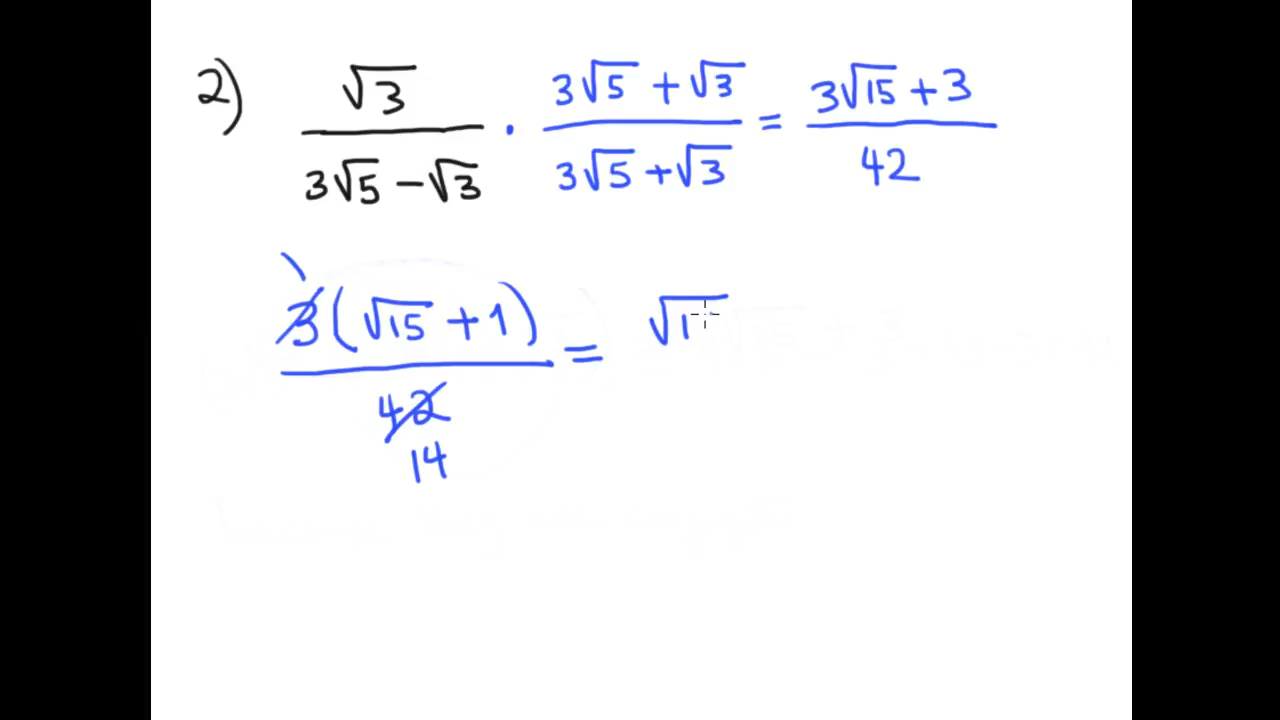 2) √3 / (3√5 − √3) · (3√5 + √3) / (3√5 + √3) = (3√15 + 3) / 42
3(√15 + 1) / 42 = √1
1
14